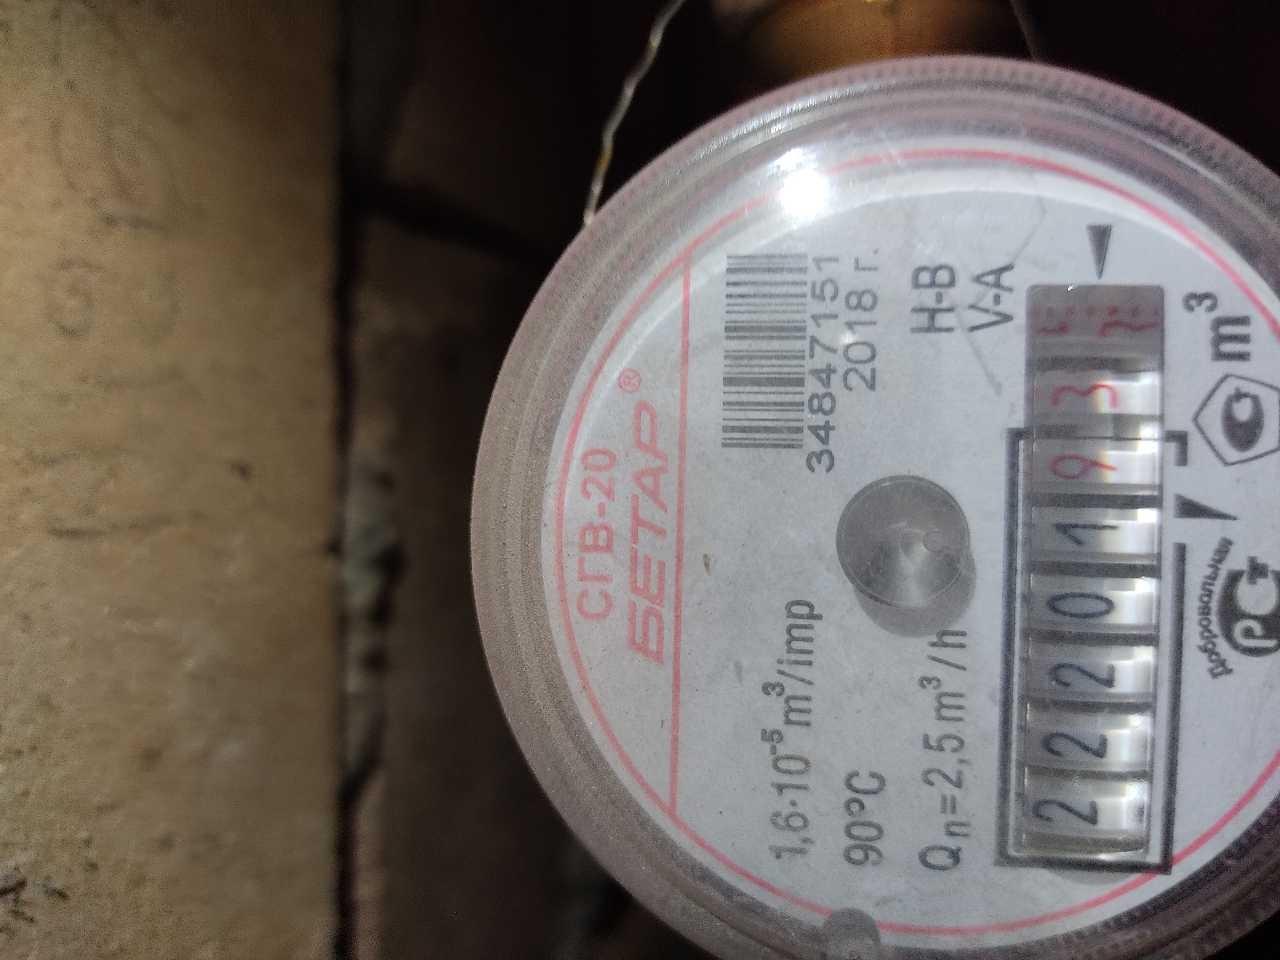 СГВ-20
БЕТАР®
34847151
2018 г.
1,6·10⁻⁵ m³/imp
90°C
H-B
V-A
Qn=2,5 m³/h
2220193
m³
Добровольная
РСт